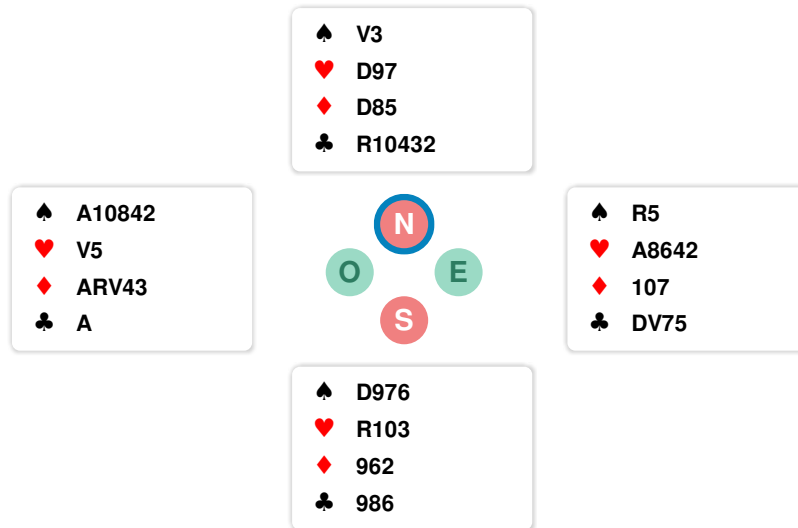 ♠ V3
♥ D97
♦ D85
♣ R10432
♠ A10842
♥ V5
♦ ARV43
♣ A
N
O E
S
♠ R5
♥ A8642
♦ 107
♣ DV75
♠ D976
♥ R103
♦ 962
♣ 986